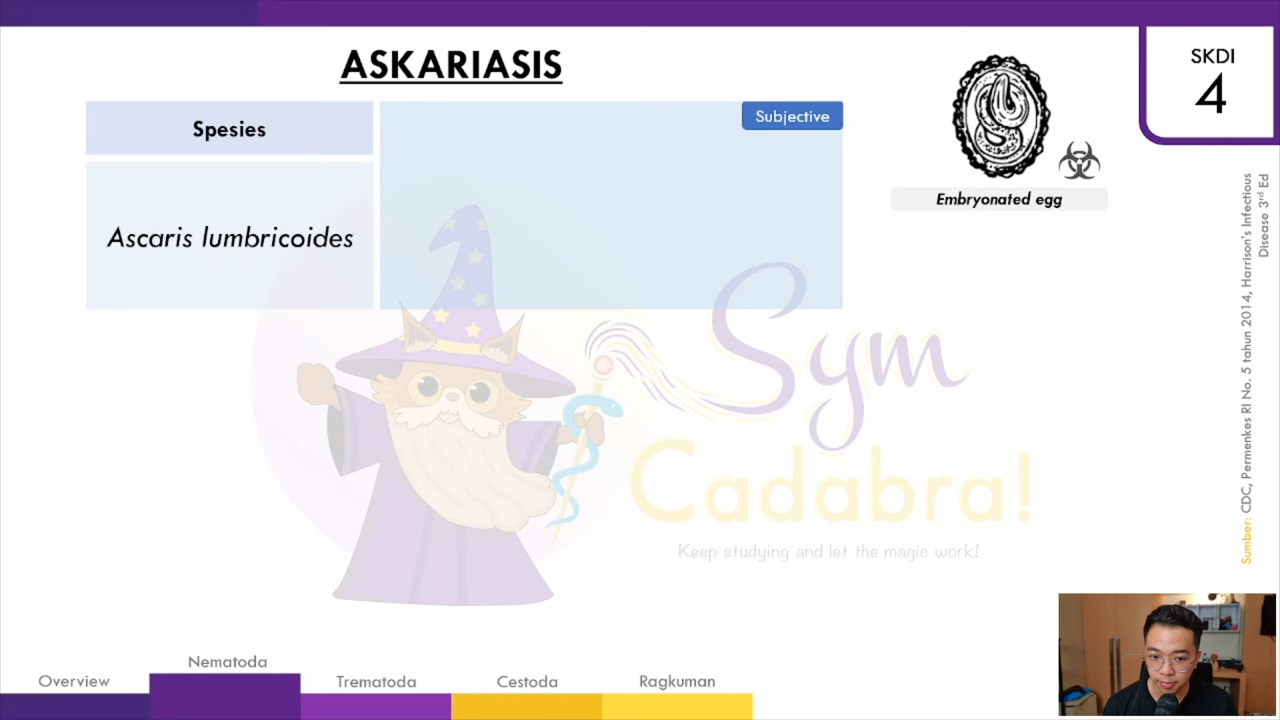 ASKARIASIS
SKDI
4
Spesies
Subjective
Ascaris lumbricoides
Embryonated egg
Sumber: CDC, Permenkes RI No. 5 tahun 2014, Harrison's Infectious
Disease 3rd Ed
Sym
Cadabra!
Keep studying and let the magic work!
Overview
Nematoda
Trematoda
Cestoda
Ragkuman